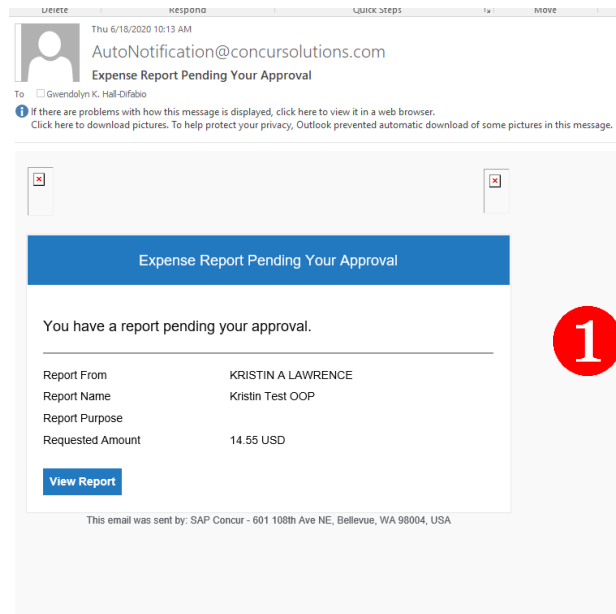 Delete Respond Quick Steps Move
Thu 6/18/2020 10:13 AM
AutoNotification@concursolutions.com
Expense Report Pending Your Approval
To Gwendolyn K. Hall-Difabio
If there are problems with how this message is displayed, click here to view it in a web browser.
Click here to download pictures. To help protect your privacy, Outlook prevented automatic download of some pictures in this message.
Expense Report Pending Your Approval
You have a report pending your approval.
1
Report From KRISTIN A LAWRENCE
Report Name Kristin Test OOP
Report Purpose
Requested Amount 14.55 USD
View Report
This email was sent by: SAP Concur - 601 108th Ave NE, Bellevue, WA 98004, USA